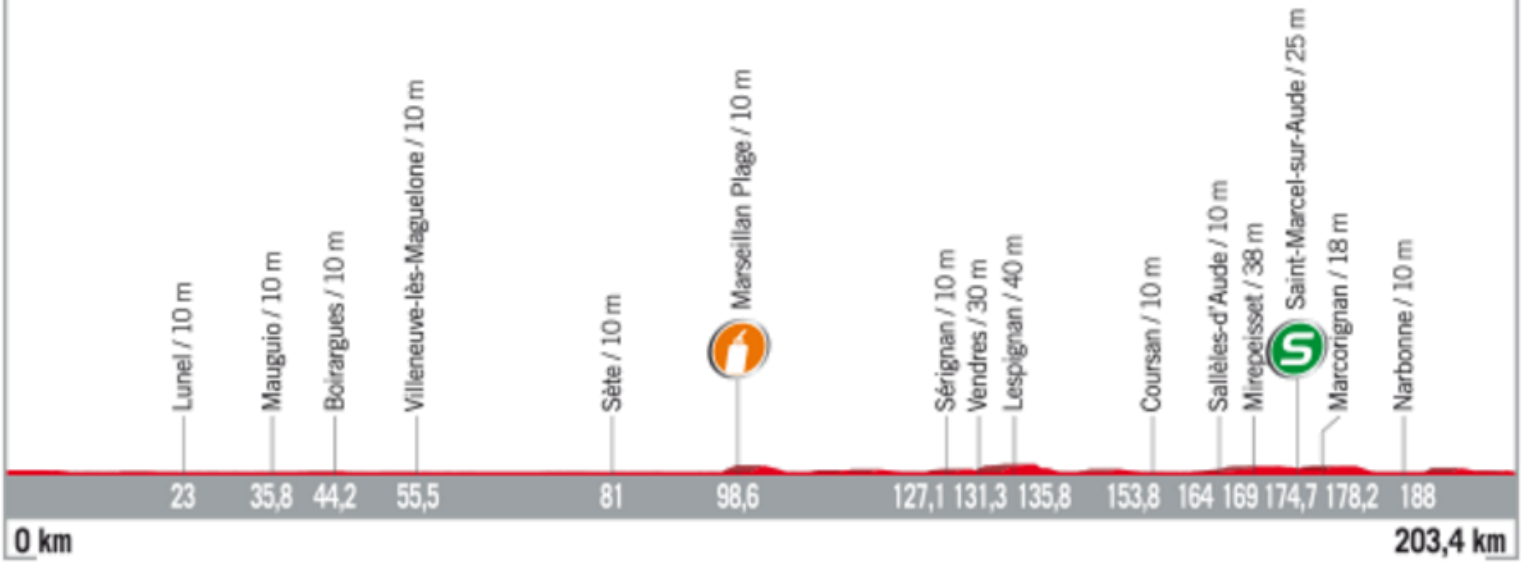 Lunel / 10 m
Mauguio / 10 m
Boirargues / 10 m
Villeneuve-lès-Maguelone / 10 m
Sète / 10 m
Marseillan Plage / 10 m
Sérignan / 10 m
Vendres / 30 m
Lespignan / 40 m
Coursan / 10 m
Sallèles-d'Aude / 10 m
Mirepeisset / 38 m
Saint-Marcel-sur-Aude / 25 m
S
Marcorignan / 18 m
Narbonne / 10 m
23 35,8 44,2 55,5 81 98,6 127,1 131,3 135,8 153,8 164 169 174,7 178,2 188
0 km 203,4 km